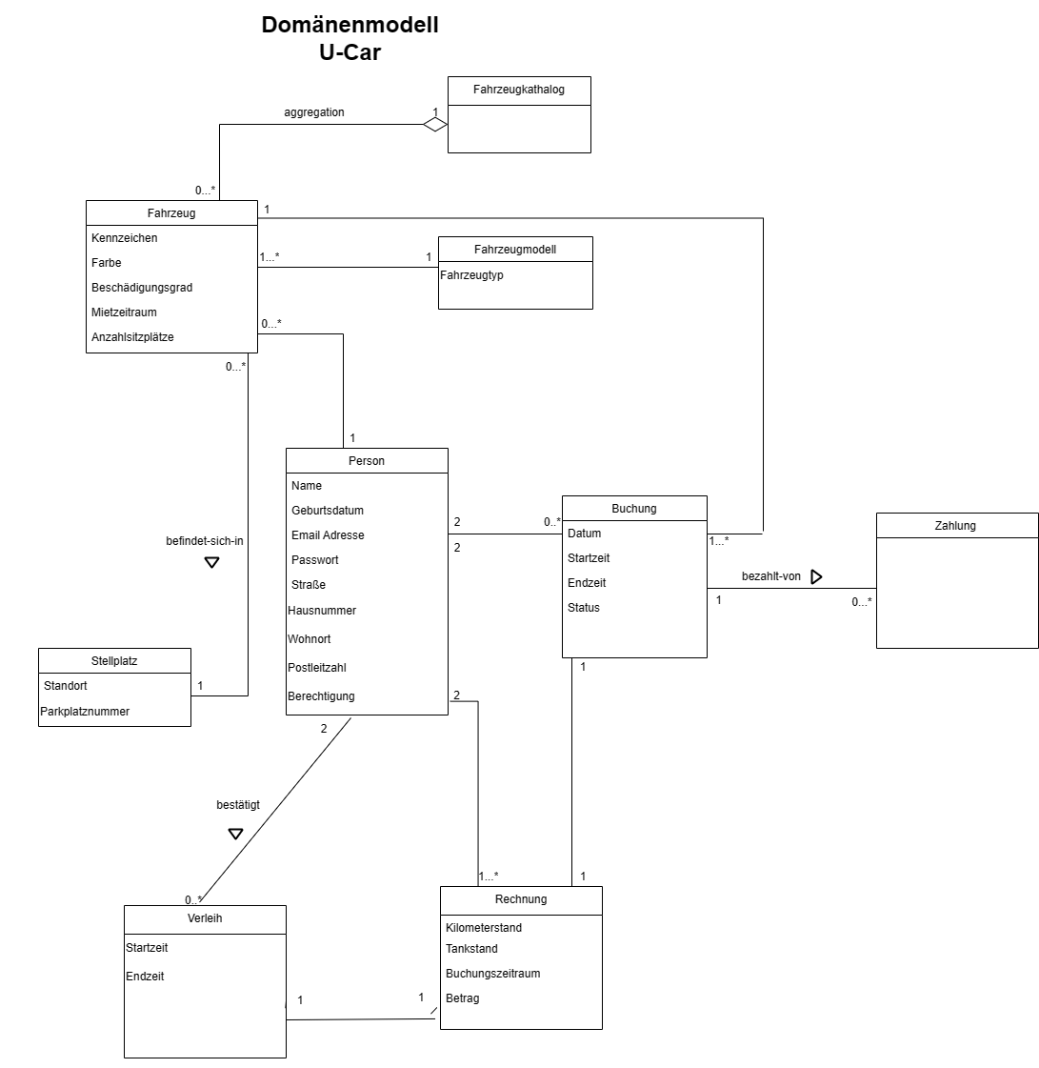 Domänenmodell
U-Car
Fahrzeugkathalog
aggregation
1
0...*
Fahrzeug
Kennzeichen
Farbe
Beschädigungsgrad
Mietzeitraum
Anzahlsitzplätze
1
1...*
1
Fahrzeugmodell
Fahrzeugtyp
0...*
0...*
1
Person
Name
Geburtsdatum
Email Adresse
Passwort
Straße
Hausnummer
Wohnort
Postleitzahl
Berechtigung
2
2
0..*
Buchung
Datum
Startzeit
Endzeit
Status
1...*
bezahlt-von
1
0...*
Zahlung
befindet-sich-in
Stellplatz
Standort
Parkplatznummer
1
2
2
1
bestätigt
0..*
1...*
1
Verleih
Startzeit
Endzeit
1
1
Rechnung
Kilometerstand
Tankstand
Buchungszeitraum
Betrag